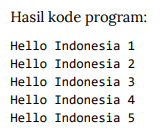 Hasil kode program:
Hello Indonesia 1
Hello Indonesia 2
Hello Indonesia 3
Hello Indonesia 4
Hello Indonesia 5